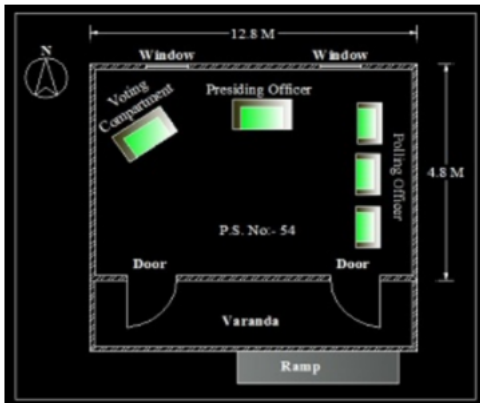 12.8 M
N
Window
Window
Voting
Compartment
Presiding Officer
Polling Officer
4.8 M
P.S. No:- 54
Door
Door
Varanda
Ramp